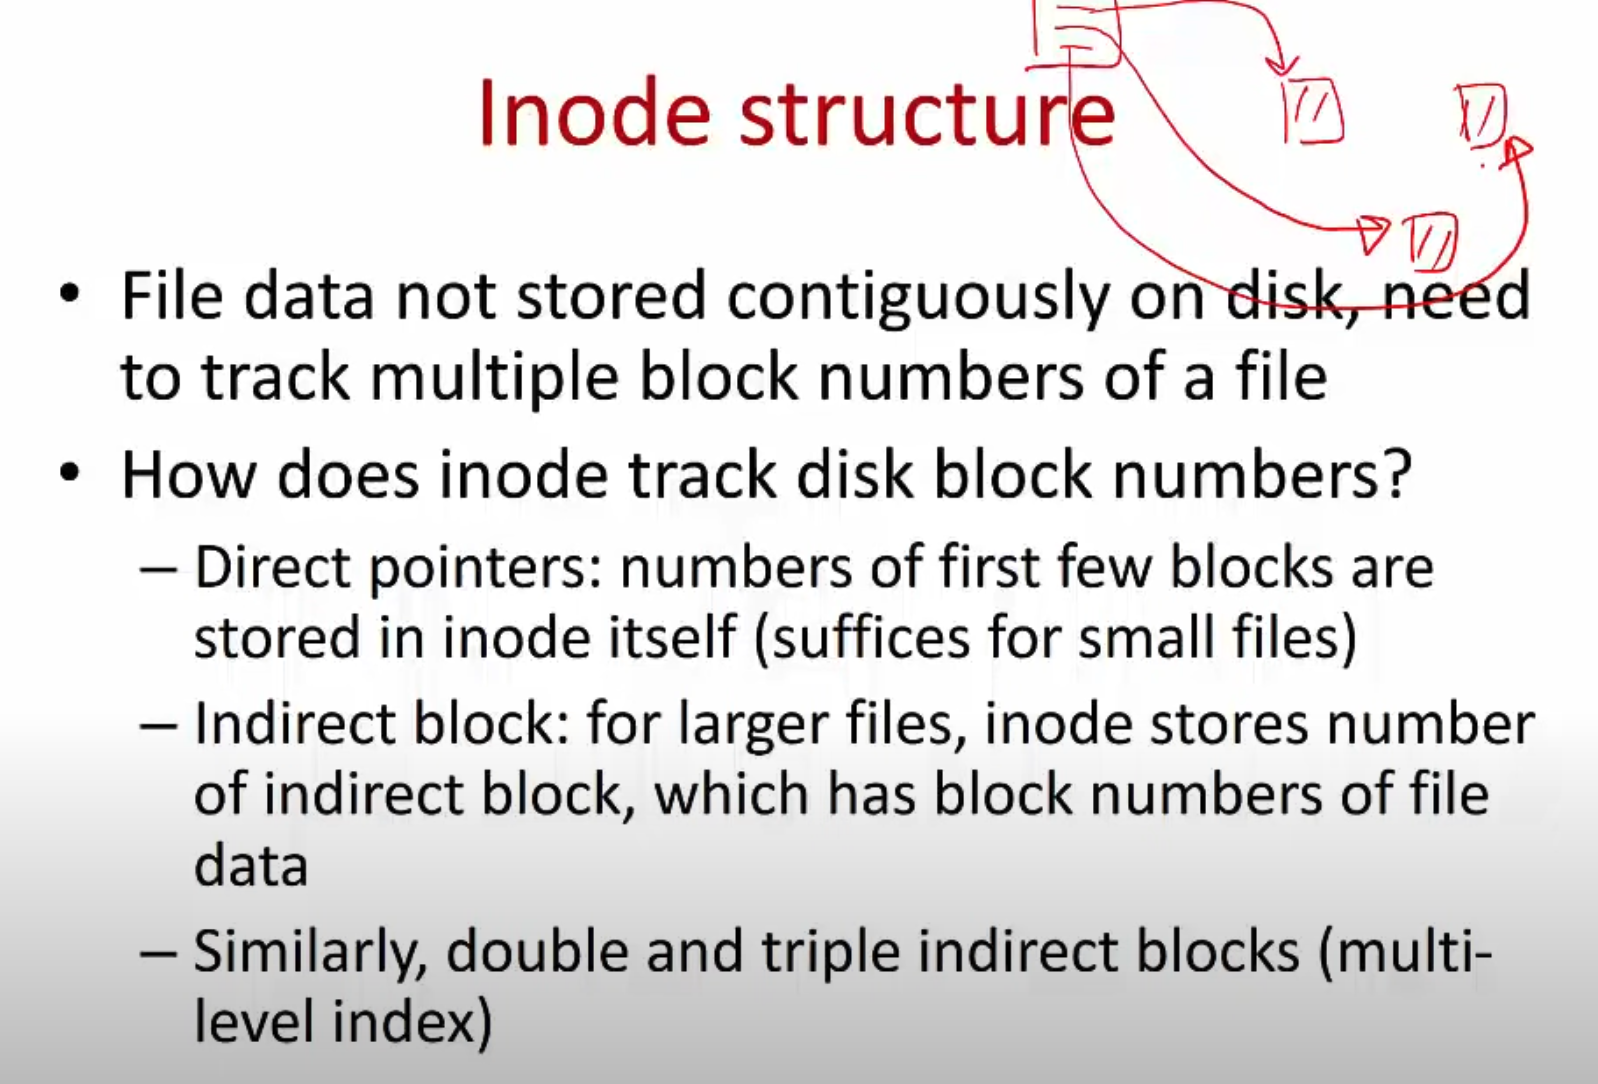 Inode structure
• File data not stored contiguously on disk, need
to track multiple block numbers of a file
• How does inode track disk block numbers?
– Direct pointers: numbers of first few blocks are
stored in inode itself (suffices for small files)
– Indirect block: for larger files, inode stores number
of indirect block, which has block numbers of file
data
– Similarly, double and triple indirect blocks (multi-
level index)